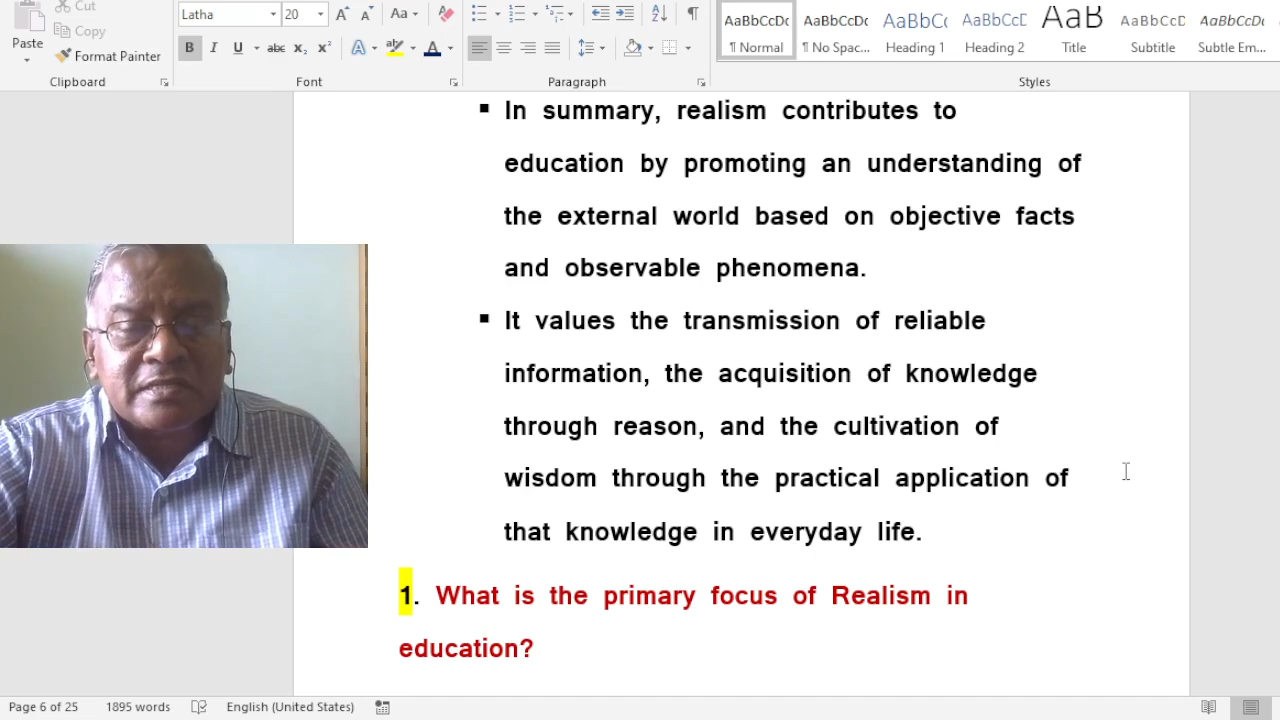 Cut
Copy
Paste
Format Painter
Clipboard
Latha
20
Aa
B I U abc x₂ x²
A
A
Font
Paragraph
AaBbCcDc AaBbCcDc AaBbCc AaBbCcC AaB AaBbCcD AaBbCcDc
¶ Normal ¶ No Spac... Heading 1 Heading 2 Title Subtitle Subtle Em...
Styles
▪ In summary, realism contributes to
education by promoting an understanding of
the external world based on objective facts
and observable phenomena.
▪ It values the transmission of reliable
information, the acquisition of knowledge
through reason, and the cultivation of
wisdom through the practical application of
that knowledge in everyday life.
1. What is the primary focus of Realism in
education?
Page 6 of 25 1895 words English (United States)